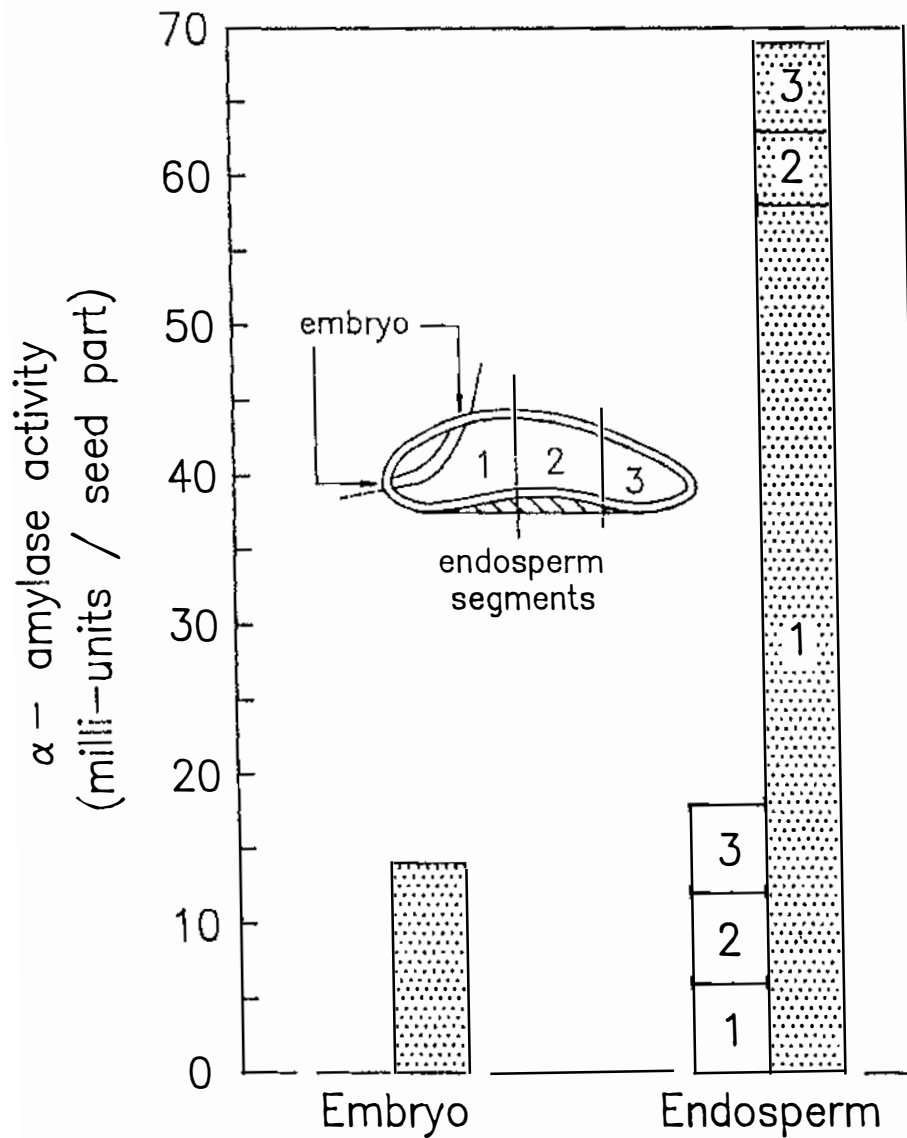 α – amylase activity
(milli–units / seed part)
70
60
50
40
30
20
10
0
embryo
1
2
3
endosperm
segments
3
2
1
3
2
1
Embryo
Endosperm